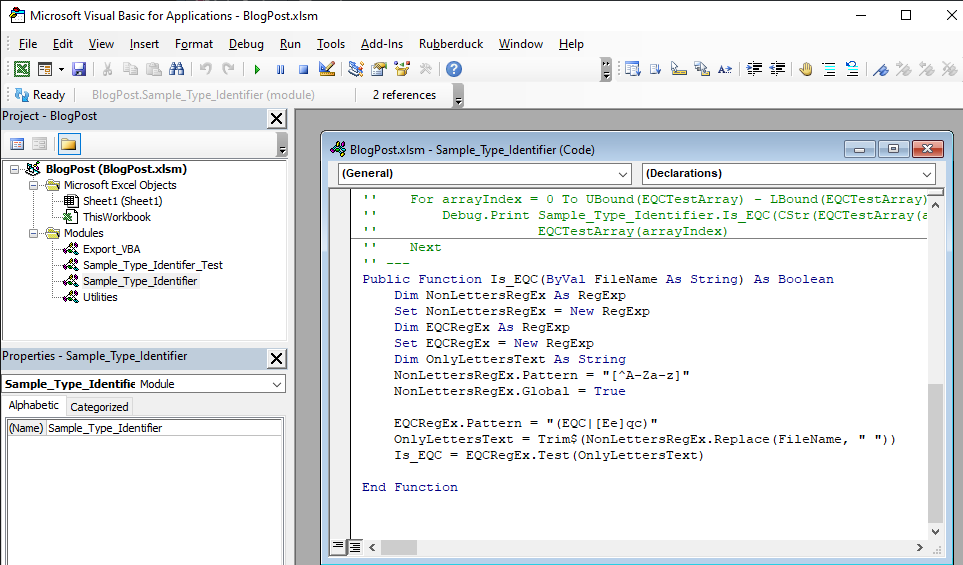 Microsoft Visual Basic for Applications - BlogPost.xlsm
File Edit View Insert Format Debug Run Tools Add-Ins Rubberduck Window Help
Ready BlogPost.Sample_Type_Identifier (module) 2 references
Project - BlogPost
BlogPost (BlogPost.xlsm)
Microsoft Excel Objects
Sheet1 (Sheet1)
ThisWorkbook
Modules
Export_VBA
Sample_Type_Identifer_Test
Sample_Type_Identifier
Utilities
Properties - Sample_Type_Identifier
Sample_Type_Identifie Module
Alphabetic Categorized
(Name) Sample_Type_Identifier
BlogPost.xlsm - Sample_Type_Identifier (Code)
(General) (Declarations)
'' For arrayIndex = 0 To UBound(EQCTestArray) - LBound(EQCTestArray)
'' Debug.Print Sample_Type_Identifier.Is_EQC(CStr(EQCTestArray(a
'' EQCTestArray(arrayIndex)
'' Next
'' ---
Public Function Is_EQC(ByVal FileName As String) As Boolean
Dim NonLettersRegEx As RegExp
Set NonLettersRegEx = New RegExp
Dim EQCRegEx As RegExp
Set EQCRegEx = New RegExp
Dim OnlyLettersText As String
NonLettersRegEx.Pattern = "[^A-Za-z]"
NonLettersRegEx.Global = True
EQCRegEx.Pattern = "(EQC|[Ee]qc)"
OnlyLettersText = Trim$(NonLettersRegEx.Replace(FileName, " "))
Is_EQC = EQCRegEx.Test(OnlyLettersText)
End Function